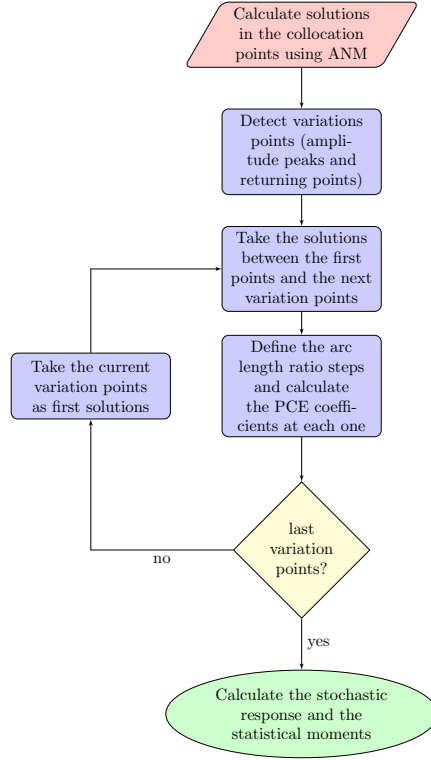 Calculate solutions
in the collocation
points using ANM
Detect variations
points (ampli-
tude peaks and
returning points)
Take the solutions
between the first
points and the next
variation points
Define the arc
length ratio steps
and calculate
the PCE coeffi-
cients at each one
Take the current
variation points
as first solutions
last
variation
points?
no
yes
Calculate the stochastic
response and the
statistical moments